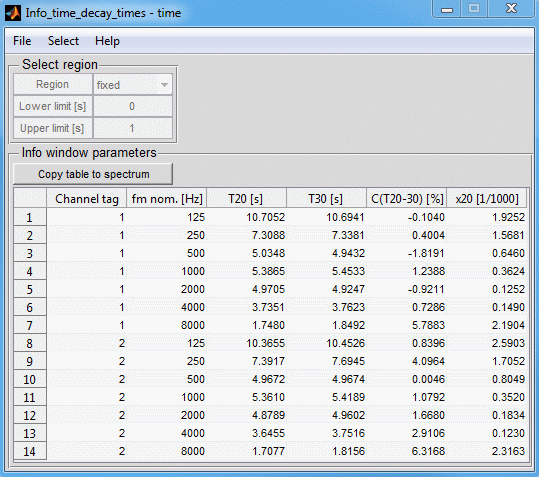 Info_time_decay_times - time
File Select Help
Select region
Region fixed
Lower limit [s] 0
Upper limit [s] 1
Info window parameters
Copy table to spectrum
Channel tag fm nom. [Hz] T20 [s] T30 [s] C(T20-30) [%] x20 [1/1000]
1 1 125 10.7052 10.6941 -0.1040 1.9252
2 1 250 7.3088 7.3381 0.4004 1.5681
3 1 500 5.0348 4.9432 -1.8191 0.6460
4 1 1000 5.3865 5.4533 1.2388 0.3624
5 1 2000 4.9705 4.9247 -0.9211 0.1252
6 1 4000 3.7351 3.7623 0.7286 0.1490
7 1 8000 1.7480 1.8492 5.7883 2.1904
8 2 125 10.3655 10.4526 0.8396 2.5903
9 2 250 7.3917 7.6945 4.0964 1.7052
10 2 500 4.9672 4.9674 0.0046 0.8049
11 2 1000 5.3610 5.4189 1.0792 0.3520
12 2 2000 4.8789 4.9602 1.6680 0.1834
13 2 4000 3.6455 3.7516 2.9106 0.1230
14 2 8000 1.7077 1.8156 6.3168 2.3163